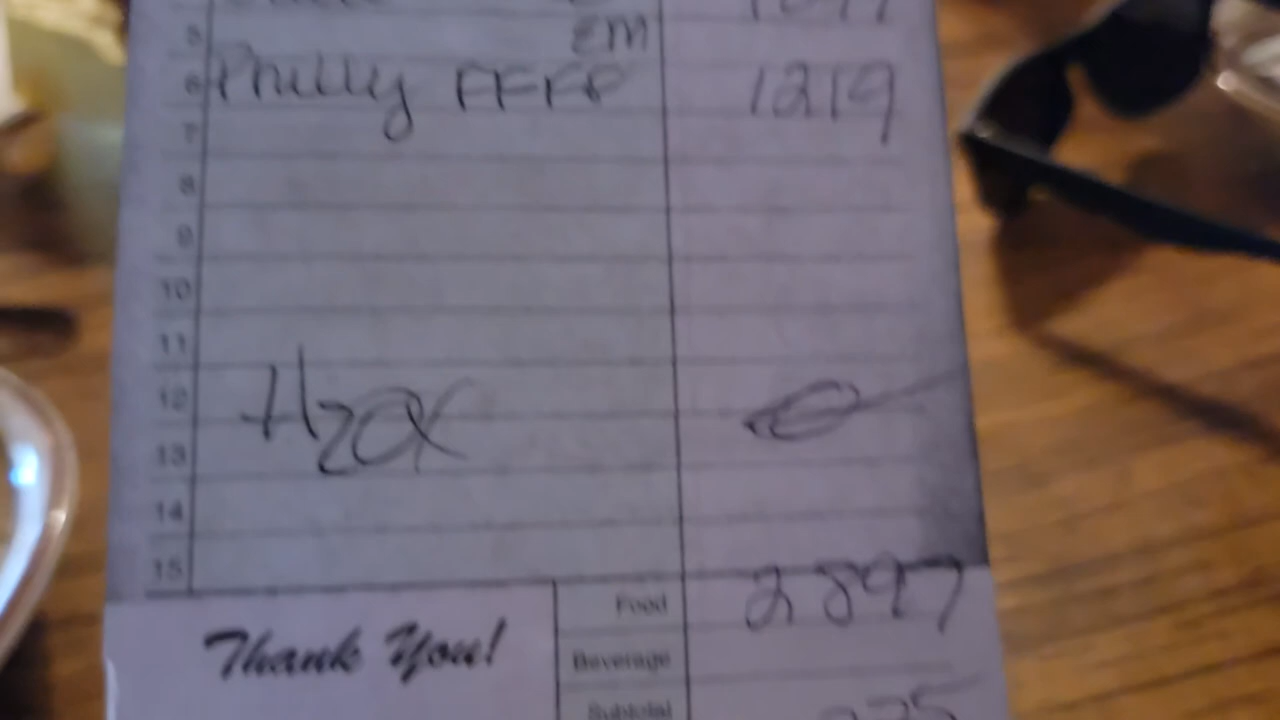 5 EM
6 Philly FFFF 1219
7
8
9
10
11
12 H2O
13
14
15
Food 2897
Thank You!
Beverage
Subtotal